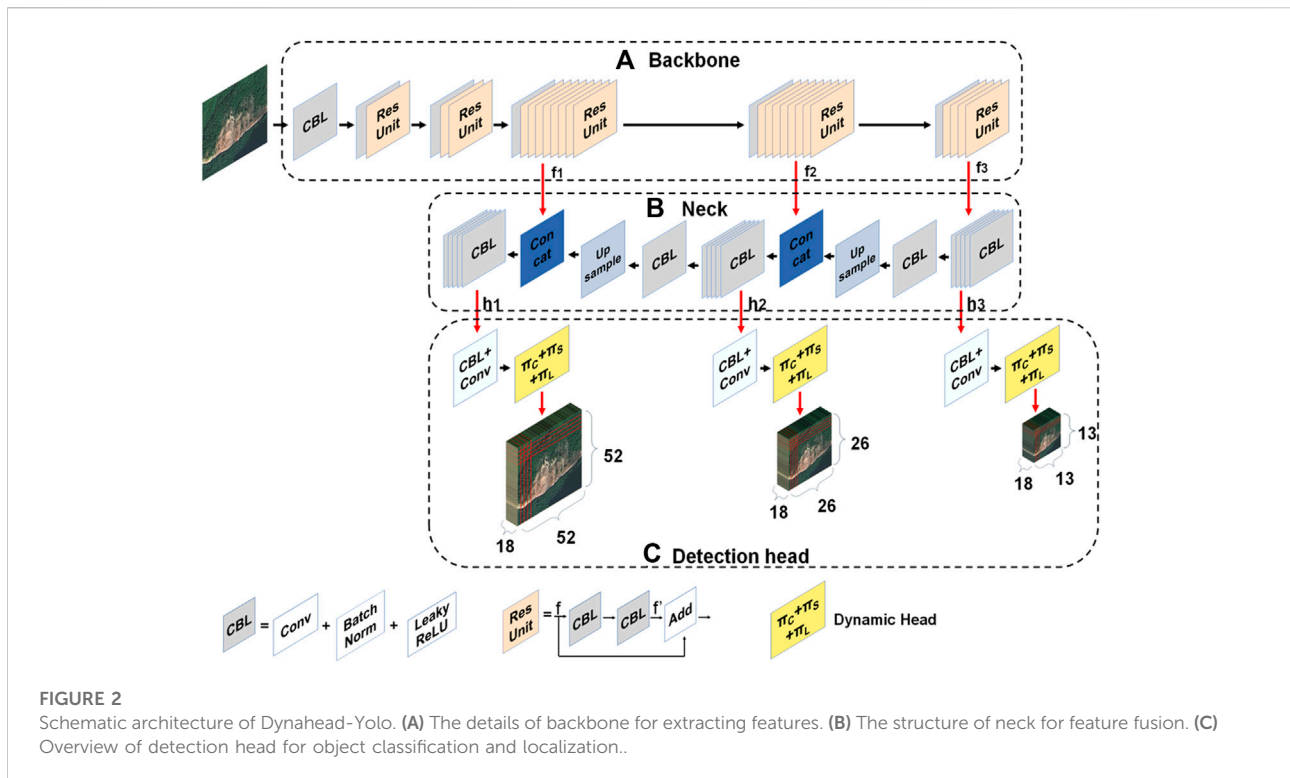 A Backbone
CBL
Res
Unit
Res
Unit
Res
Unit
Res
Unit
Res
Unit
f1
f2
f3
B Neck
CBL
Con
cat
Up
sample
CBL
CBL
Con
cat
Up
sample
CBL
CBL
h1
h2
h3
CBL+
Conv
πC+πS
+πL
CBL+
Conv
πC+πS
+πL
CBL+
Conv
πC+πS
+πL
52
18
52
26
18
26
13
18
13
C Detection head
CBL
=
Conv
+
Batch
Norm
+
Leaky
ReLU
Res
Unit
=
f
CBL
CBL
f'
Add
πC+πS
+πL
Dynamic Head
FIGURE 2
Schematic architecture of Dynahead-Yolo. (A) The details of backbone for extracting features. (B) The structure of neck for feature fusion. (C)
Overview of detection head for object classification and localization..